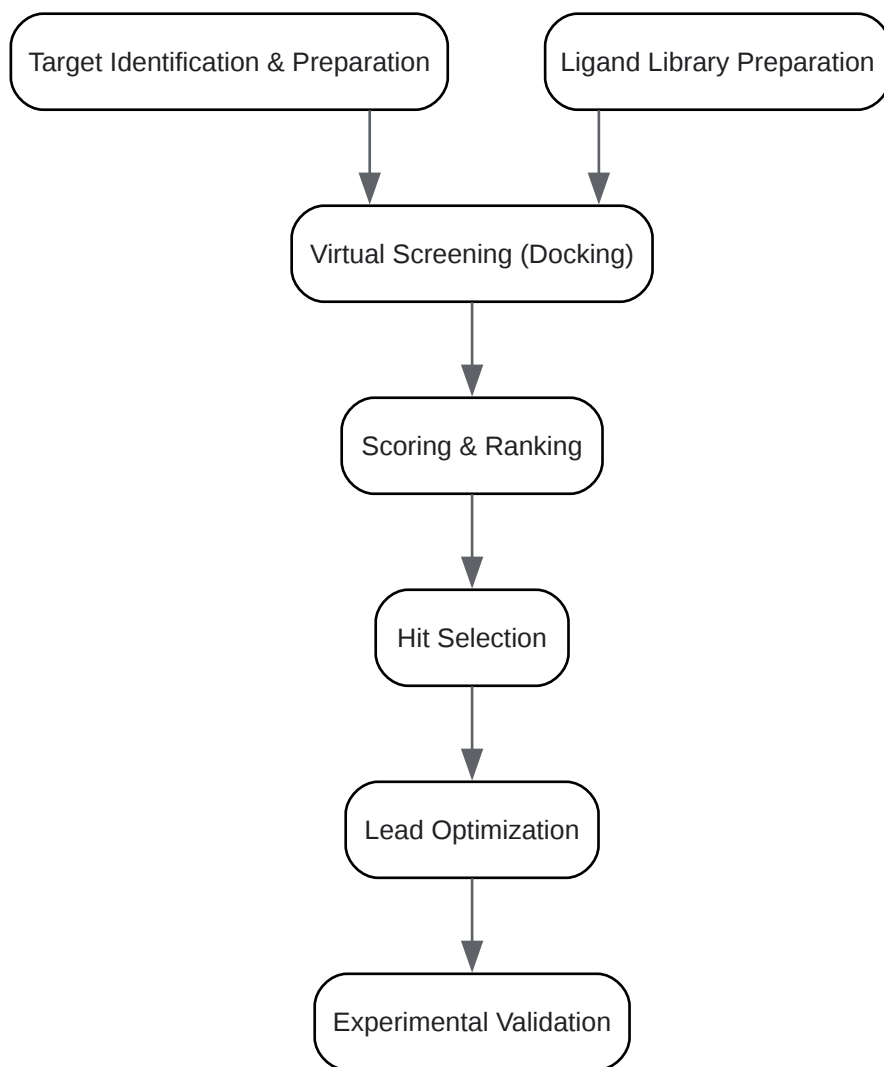 Target Identification & Preparation
Ligand Library Preparation
Virtual Screening (Docking)
Scoring & Ranking
Hit Selection
Lead Optimization
Experimental Validation